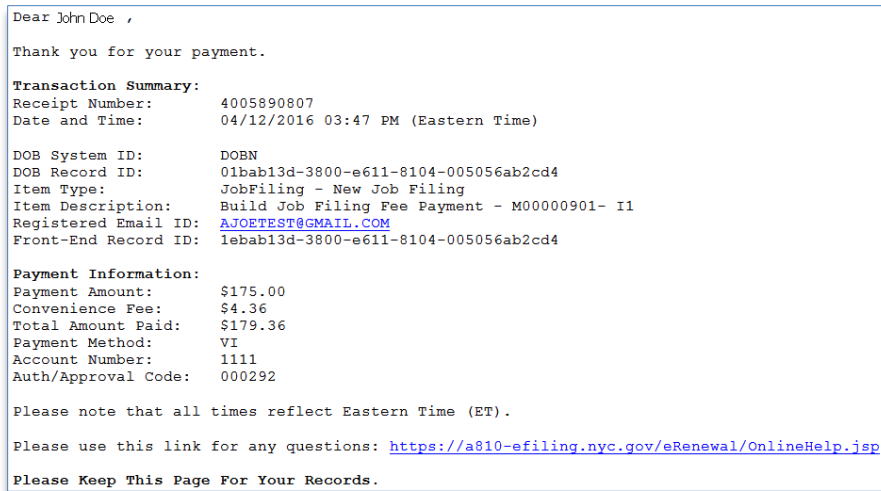 Dear John Doe ,
Thank you for your payment.
Transaction Summary:
Receipt Number: 4005890807
Date and Time: 04/12/2016 03:47 PM (Eastern Time)
DOB System ID: DOBN
DOB Record ID: 01bab13d-3800-e611-8104-005056ab2cd4
Item Type: JobFiling - New Job Filing
Item Description: Build Job Filing Fee Payment - M00000901- I1
Registered Email ID: AJOETEST@GMAIL.COM
Front-End Record ID: 1ebab13d-3800-e611-8104-005056ab2cd4
Payment Information:
Payment Amount: $175.00
Convenience Fee: $4.36
Total Amount Paid: $179.36
Payment Method: VI
Account Number: 1111
Auth/Approval Code: 000292
Please note that all times reflect Eastern Time (ET).
Please use this link for any questions: https://a810-efiling.nyc.gov/eRenewal/OnlineHelp.jsp
Please Keep This Page For Your Records.